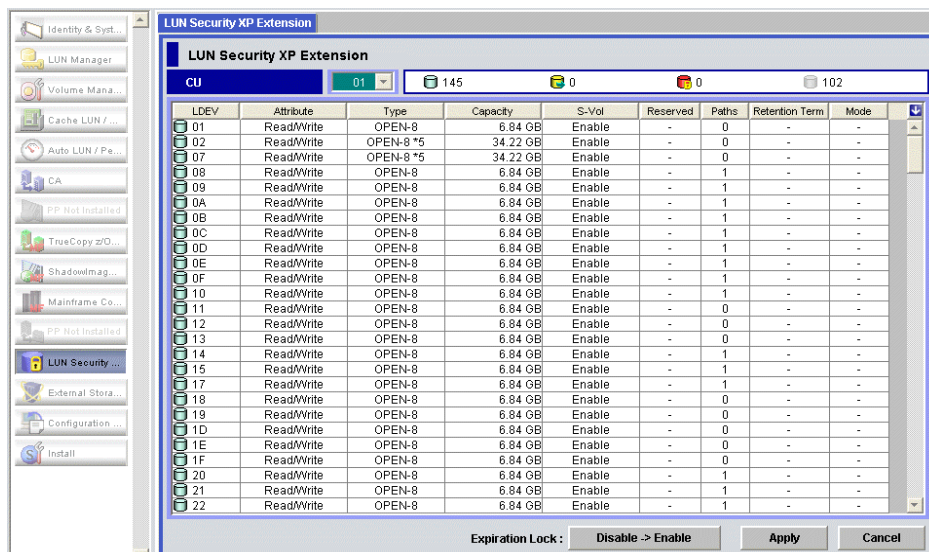 LUN Security XP Extension
Identity & Syst...
LUN Manager
Volume Mana...
Cache LUN / ...
Auto LUN / Pe...
CA
PP Not Installed
TrueCopy z/O...
ShadowImag...
Mainframe Co...
PP Not Installed
LUN Security ...
External Stora...
Configuration ...
Install
LUN Security XP Extension
CU 01 145 0 0 102
LDEV Attribute Type Capacity S-Vol Reserved Paths Retention Term Mode
01 Read/Write OPEN-8 6.84 GB Enable - 0 - -
02 Read/Write OPEN-8 *5 34.22 GB Enable - 0 - -
07 Read/Write OPEN-8 *5 34.22 GB Enable - 0 - -
08 Read/Write OPEN-8 6.84 GB Enable - 1 - -
09 Read/Write OPEN-8 6.84 GB Enable - 1 - -
0A Read/Write OPEN-8 6.84 GB Enable - 1 - -
0B Read/Write OPEN-8 6.84 GB Enable - 1 - -
0C Read/Write OPEN-8 6.84 GB Enable - 1 - -
0D Read/Write OPEN-8 6.84 GB Enable - 1 - -
0E Read/Write OPEN-8 6.84 GB Enable - 1 - -
0F Read/Write OPEN-8 6.84 GB Enable - 1 - -
10 Read/Write OPEN-8 6.84 GB Enable - 1 - -
11 Read/Write OPEN-8 6.84 GB Enable - 0 - -
12 Read/Write OPEN-8 6.84 GB Enable - 0 - -
13 Read/Write OPEN-8 6.84 GB Enable - 0 - -
14 Read/Write OPEN-8 6.84 GB Enable - 1 - -
15 Read/Write OPEN-8 6.84 GB Enable - 1 - -
17 Read/Write OPEN-8 6.84 GB Enable - 1 - -
18 Read/Write OPEN-8 6.84 GB Enable - 0 - -
19 Read/Write OPEN-8 6.84 GB Enable - 0 - -
1D Read/Write OPEN-8 6.84 GB Enable - 0 - -
1E Read/Write OPEN-8 6.84 GB Enable - 0 - -
1F Read/Write OPEN-8 6.84 GB Enable - 0 - -
20 Read/Write OPEN-8 6.84 GB Enable - 1 - -
21 Read/Write OPEN-8 6.84 GB Enable - 1 - -
22 Read/Write OPEN-8 6.84 GB Enable - 1 - -
Expiration Lock : Disable -> Enable Apply Cancel